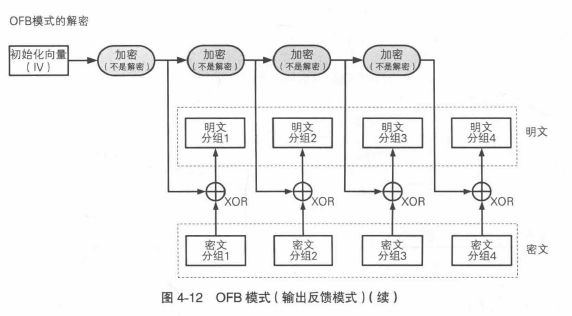 OFB模式的解密
初始化向量
(IV)
加密
(不是解密)
加密
(不是解密)
加密
(不是解密)
加密
(不是解密)
明文
分组1
明文
分组2
明文
分组3
明文
分组4
明文
XOR
XOR
XOR
XOR
密文
分组1
密文
分组2
密文
分组3
密文
分组4
密文
图 4-12 OFB 模式(输出反馈模式)(续)